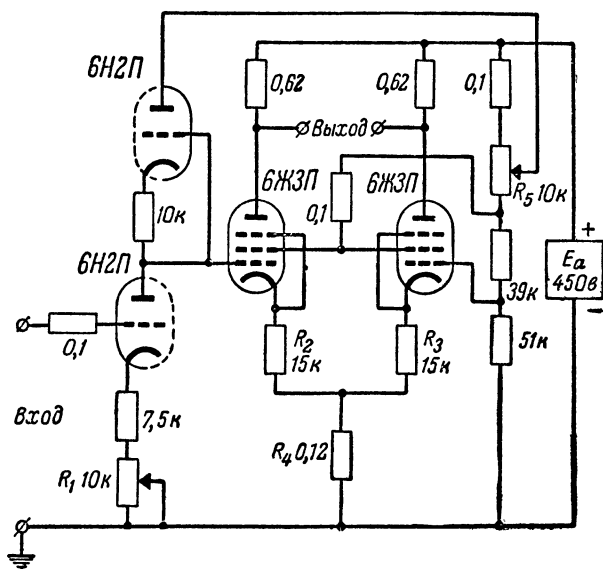 6Н2П
0,62
0,62
0,1
Выход
6Ж3П
6Ж3П
0,1
R5 10к
10к
+
Eа
450в
−
6Н2П
39к
0,1
R2
15к
R3
15к
51к
Вход
7,5к
R4 0,12
R1 10к